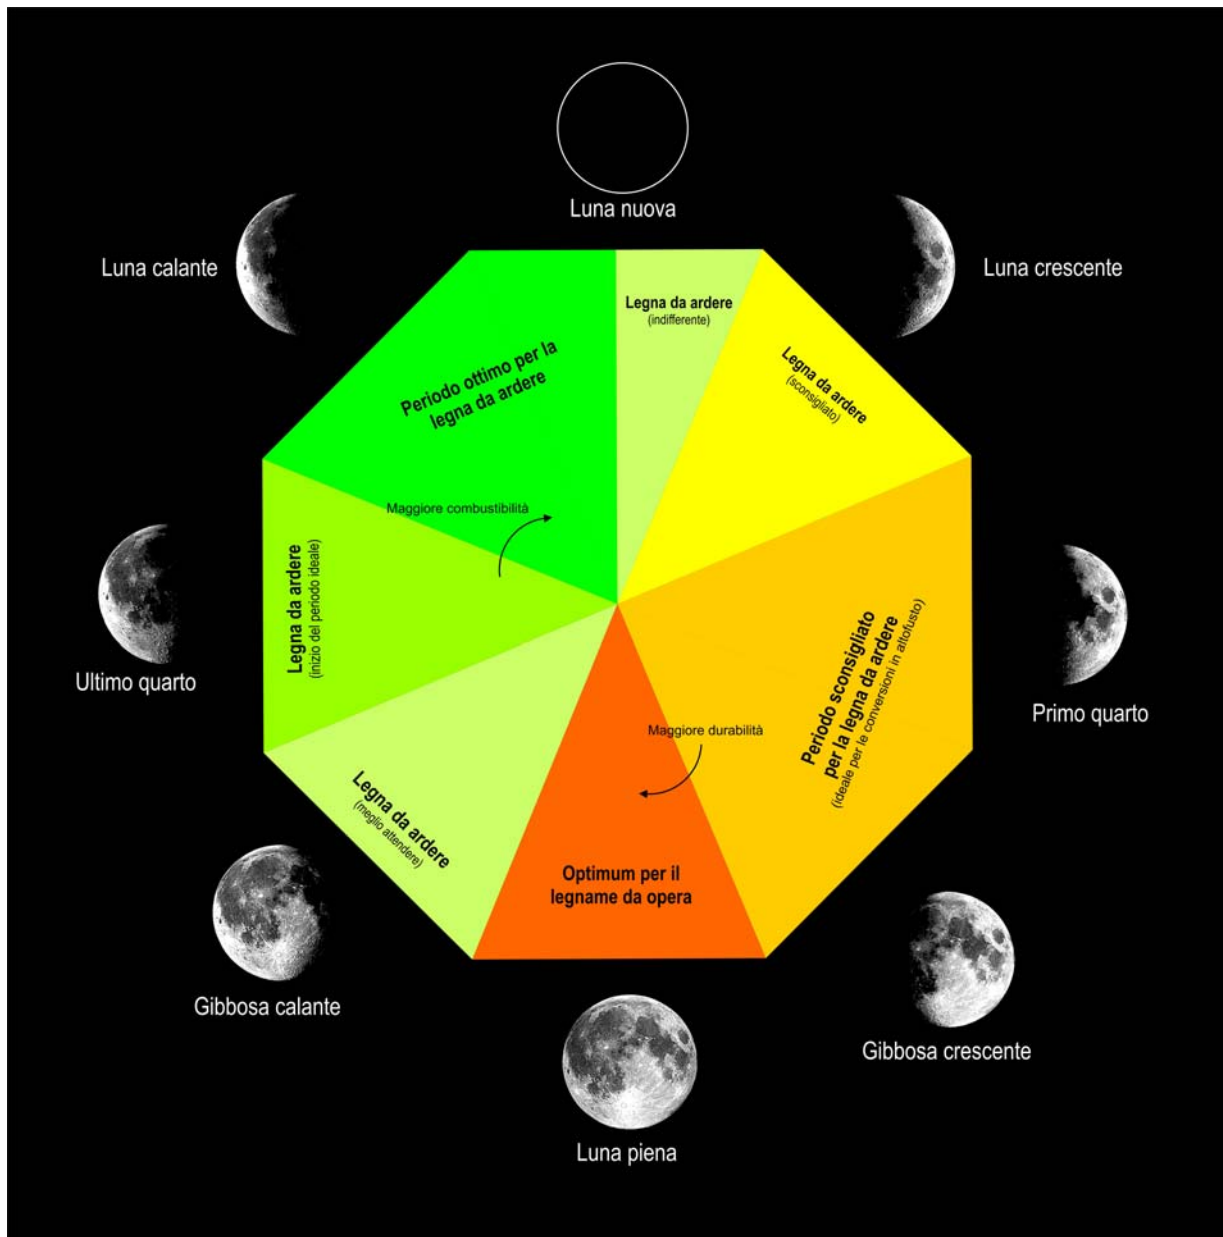 Luna nuova
Luna calante
Luna crescente
Legna da ardere
(indifferente)
Periodo ottimo per la
legna da ardere
Legna da ardere
(sconsigliato)
Maggiore combustibilità
Legna da ardere
(inizio del periodo ideale)
Periodo sconsigliato
per la legna da ardere
(ideale per le conversioni in altofusto)
Ultimo quarto
Primo quarto
Maggiore durabilità
Legna da ardere
(meglio attendere)
Optimum per il
legname da opera
Gibbosa calante
Gibbosa crescente
Luna piena